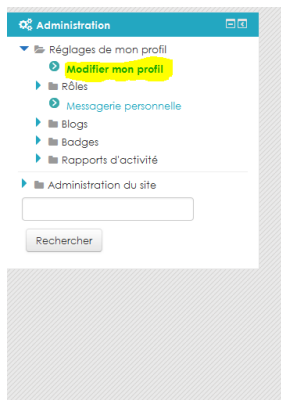 Administration
Réglages de mon profil
Modifier mon profil
Rôles
Messagerie personnelle
Blogs
Badges
Rapports d'activité
Administration du site
Rechercher